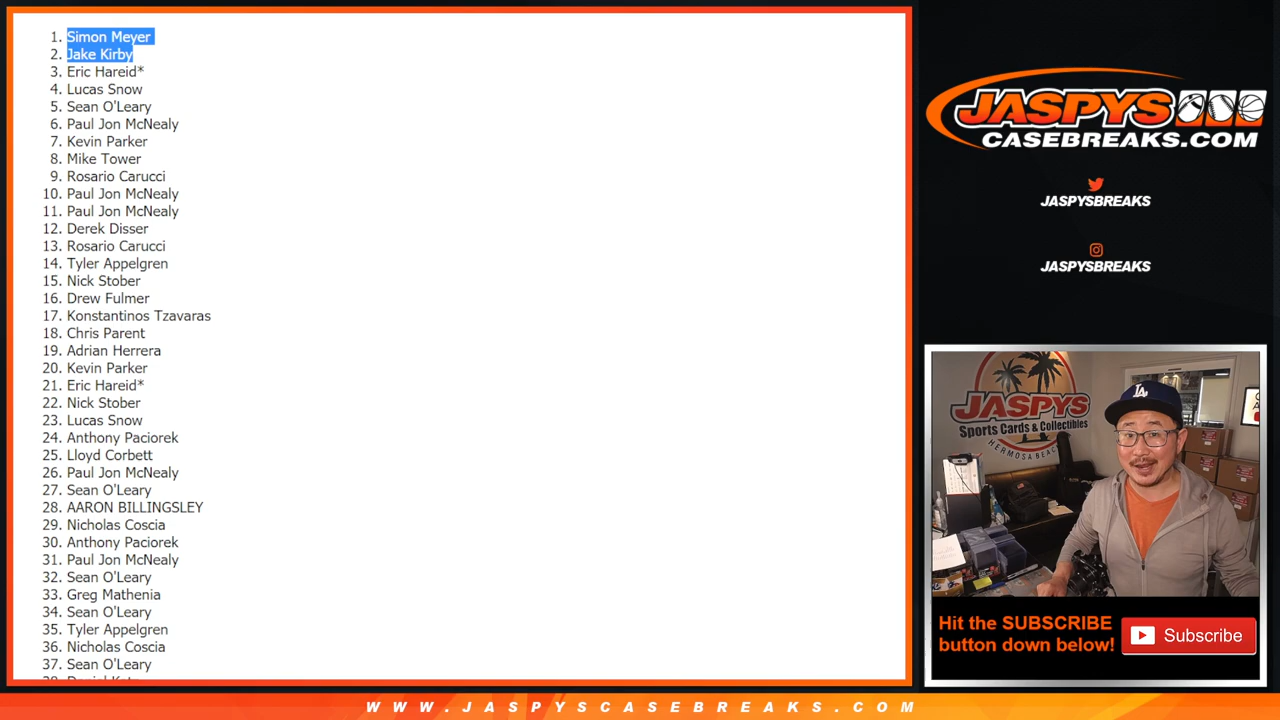 1. Simon Meyer
2. Jake Kirby
3. Eric Hareid*
4. Lucas Snow
5. Sean O'Leary
6. Paul Jon McNealy
7. Kevin Parker
8. Mike Tower
9. Rosario Carucci
10. Paul Jon McNealy
11. Paul Jon McNealy
12. Derek Disser
13. Rosario Carucci
14. Tyler Appelgren
15. Nick Stober
16. Drew Fulmer
17. Konstantinos Tzavaras
18. Chris Parent
19. Adrian Herrera
20. Kevin Parker
21. Eric Hareid*
22. Nick Stober
23. Lucas Snow
24. Anthony Paciorek
25. Lloyd Corbett
26. Paul Jon McNealy
27. Sean O'Leary
28. AARON BILLINGSLEY
29. Nicholas Coscia
30. Anthony Paciorek
31. Paul Jon McNealy
32. Sean O'Leary
33. Greg Mathenia
34. Sean O'Leary
35. Tyler Appelgren
36. Nicholas Coscia
37. Sean O'Leary
JASPYS
CASEBREAKS.COM
JASPYSBREAKS
JASPYSBREAKS
JASPYS
Sports Cards & Collectibles
HERMOSA BEACH
LA
Hit the SUBSCRIBE
button down below!
Subscribe
WWW.JASPYSCASEBREAKS.COM